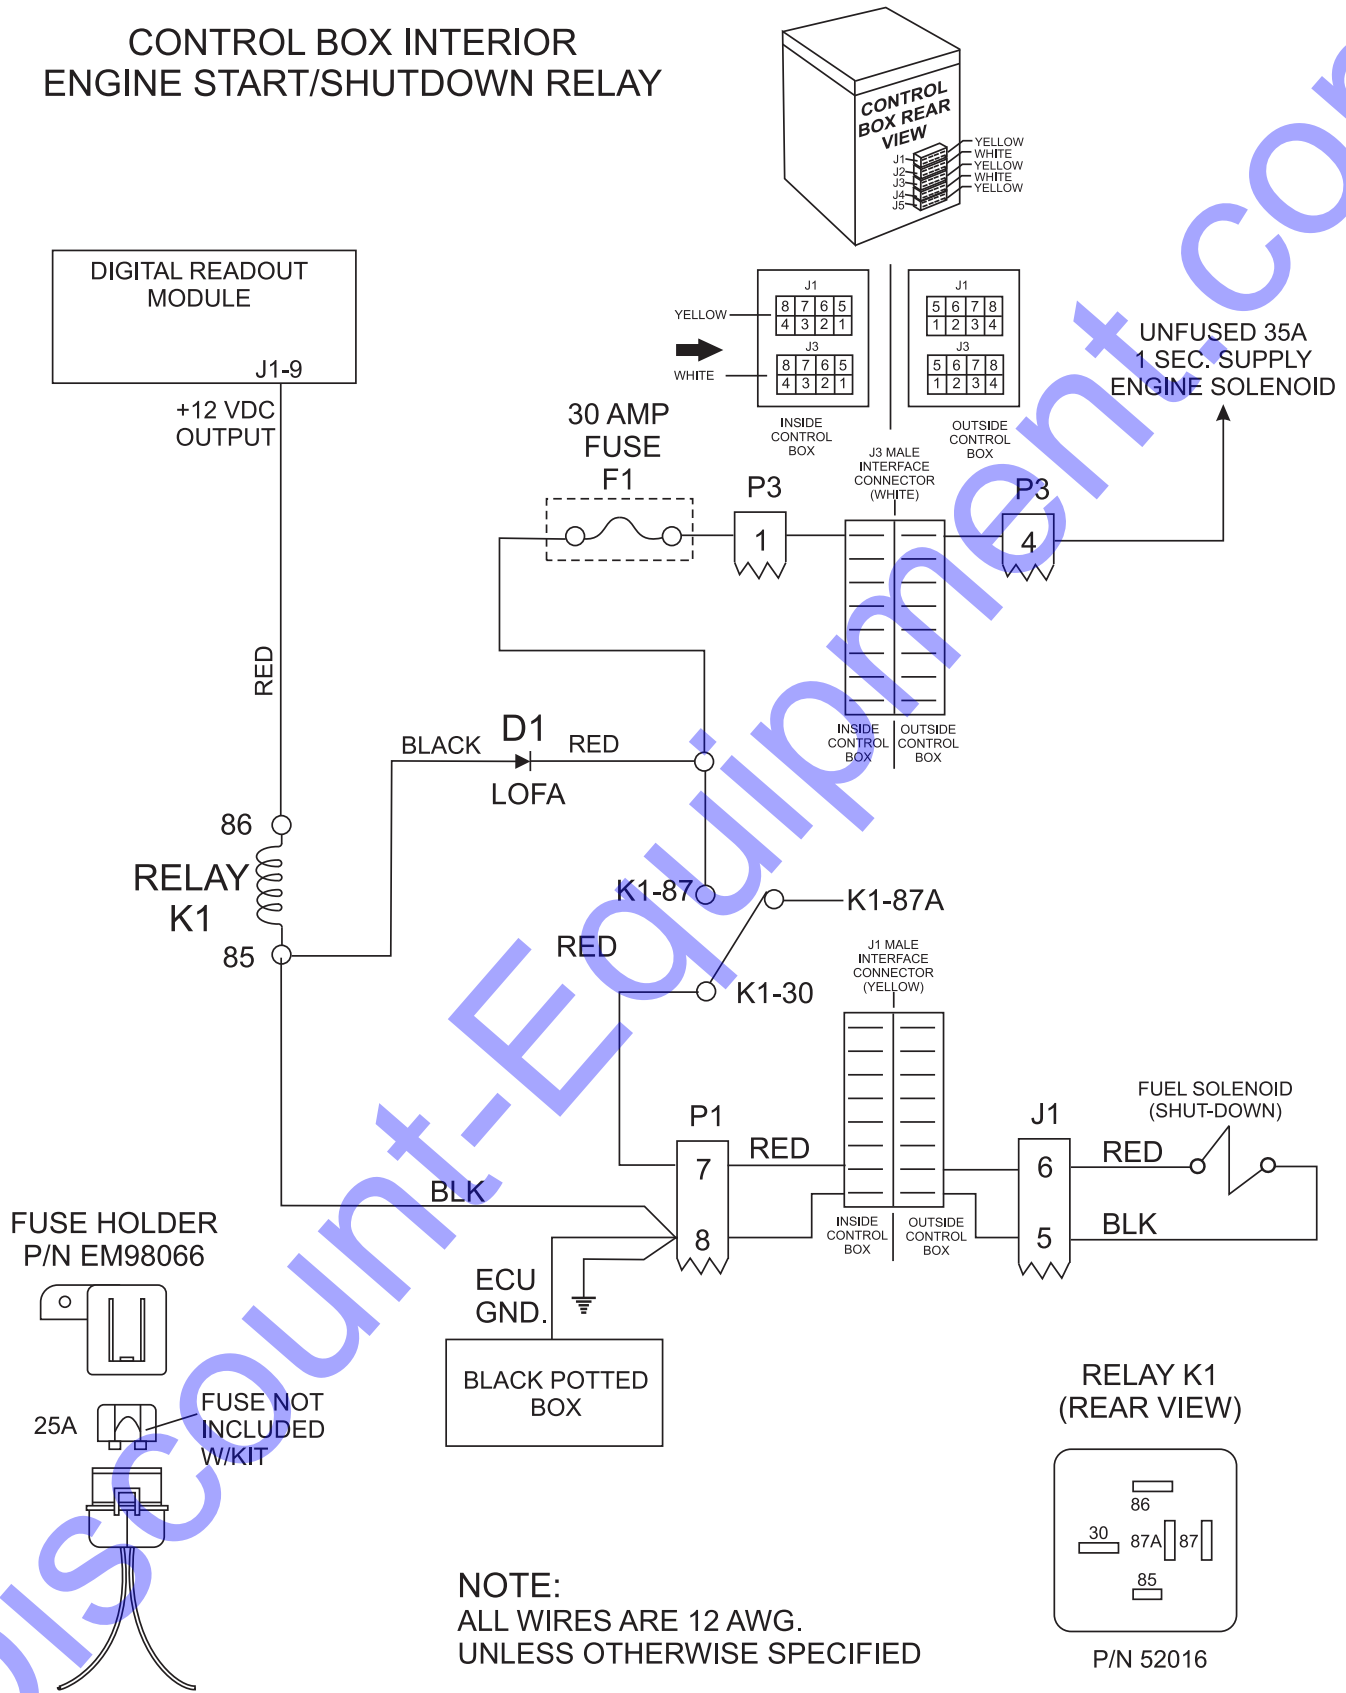 CONTROL BOX INTERIOR
ENGINE START/SHUTDOWN RELAY
CONTROL
BOX REAR
VIEW
J1
J2
J3
J4
J5
YELLOW
WHITE
YELLOW
WHITE
YELLOW
DIGITAL READOUT
MODULE
J1-9
+12 VDC
OUTPUT
RED
YELLOW
WHITE
J1
8 7 6 5
4 3 2 1
J3
8 7 6 5
4 3 2 1
INSIDE
CONTROL
BOX
J1
5 6 7 8
1 2 3 4
J3
5 6 7 8
1 2 3 4
OUTSIDE
CONTROL
BOX
UNFUSED 35A
1 SEC. SUPPLY
ENGINE SOLENOID
30 AMP
FUSE
F1
P3
1
J3 MALE
INTERFACE
CONNECTOR
(WHITE)
P3
4
INSIDE
CONTROL
BOX
OUTSIDE
CONTROL
BOX
BLACK
D1
RED
LOFA
86
RELAY
K1
85
K1-87
K1-87A
RED
K1-30
J1 MALE
INTERFACE
CONNECTOR
(YELLOW)
P1
7
8
RED
BLK
INSIDE
CONTROL
BOX
OUTSIDE
CONTROL
BOX
J1
6
5
FUEL SOLENOID
(SHUT-DOWN)
RED
BLK
ECU
GND.
BLACK POTTED
BOX
FUSE HOLDER
P/N EM98066
25A
FUSE NOT
INCLUDED
W/KIT
NOTE:
ALL WIRES ARE 12 AWG.
UNLESS OTHERWISE SPECIFIED
RELAY K1
(REAR VIEW)
86
30
87A
87
85
P/N 52016
Discount-Equipment.com